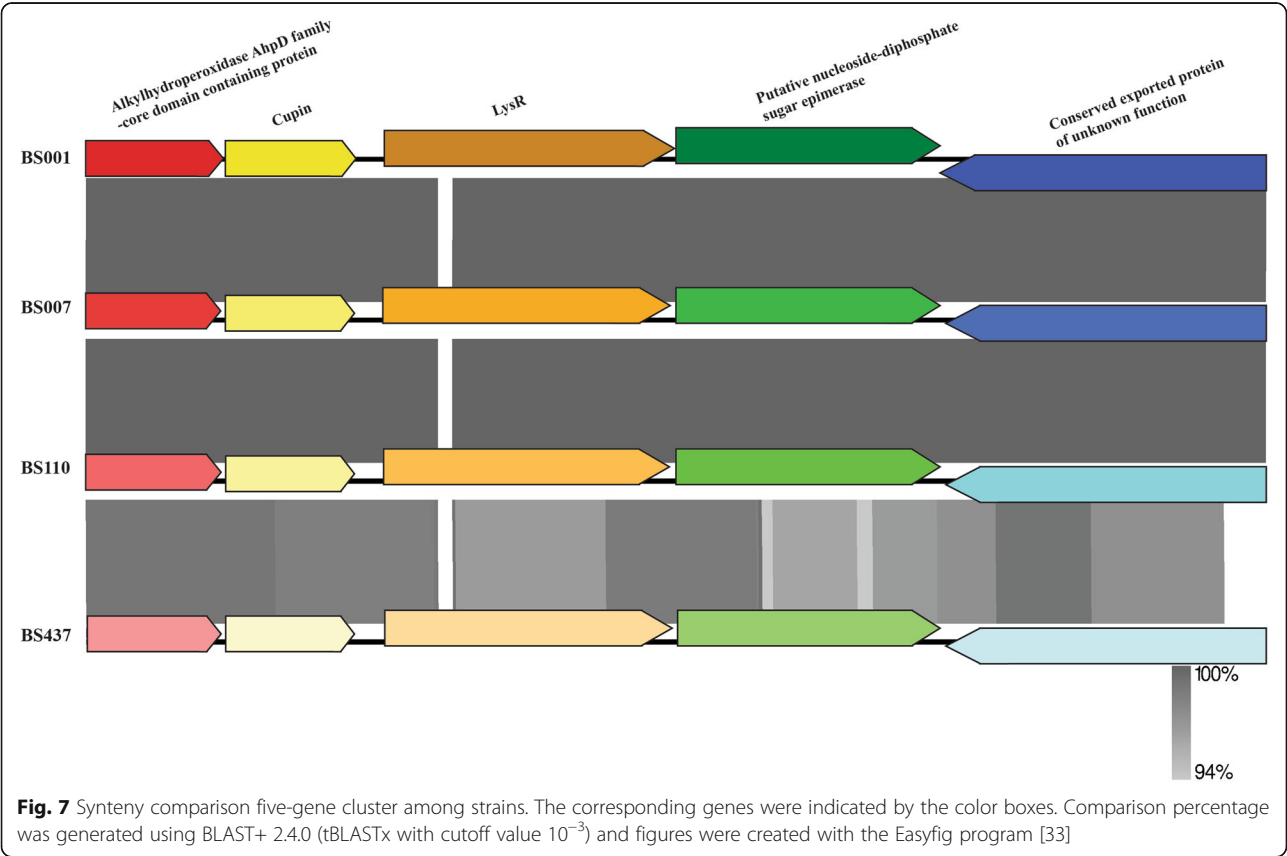 Alkylhydroperoxidase AhpD family
-core domain containing protein
Cupin
LysR
Putative nucleoside-diphosphate
sugar epimerase
Conserved exported protein
of unknown function
BS001
BS007
BS110
BS437
100%
94%
Fig. 7 Synteny comparison five-gene cluster among strains. The corresponding genes were indicated by the color boxes. Comparison percentage
was generated using BLAST+ 2.4.0 (tBLASTx with cutoff value 10⁻³) and figures were created with the Easyfig program [33]